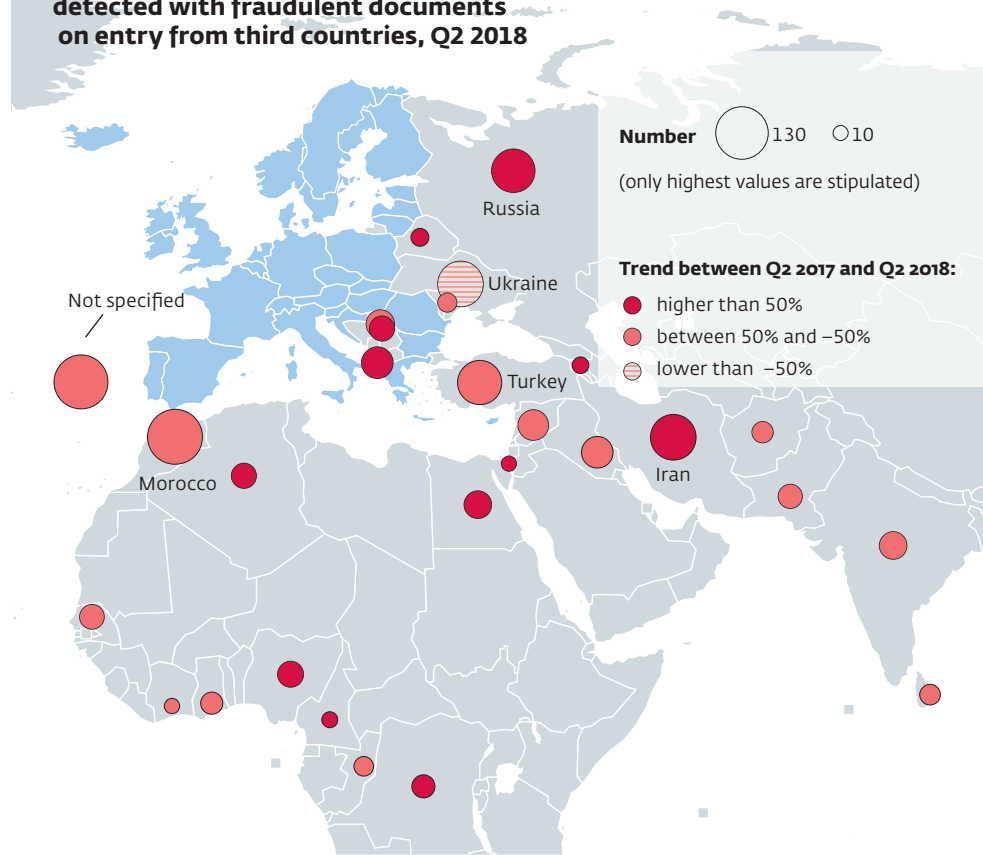 detected with fraudulent documents
on entry from third countries, Q2 2018
Number 130 10
(only highest values are stipulated)
Russia
Trend between Q2 2017 and Q2 2018:
Ukraine
Not specified
higher than 50%
between 50% and –50%
lower than –50%
Turkey
Iran
Morocco